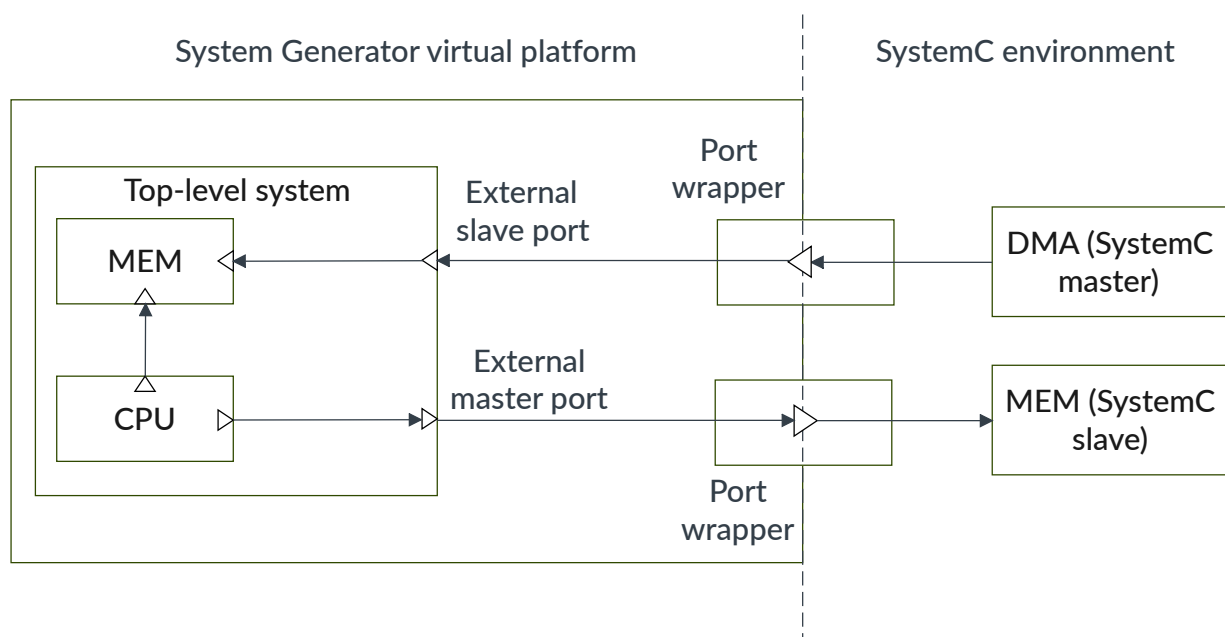 System Generator virtual platform
SystemC environment
Port
wrapper
Top-level system
External
slave port
MEM
DMA (SystemC
master)
External
master port
CPU
MEM (SystemC
slave)
Port
wrapper